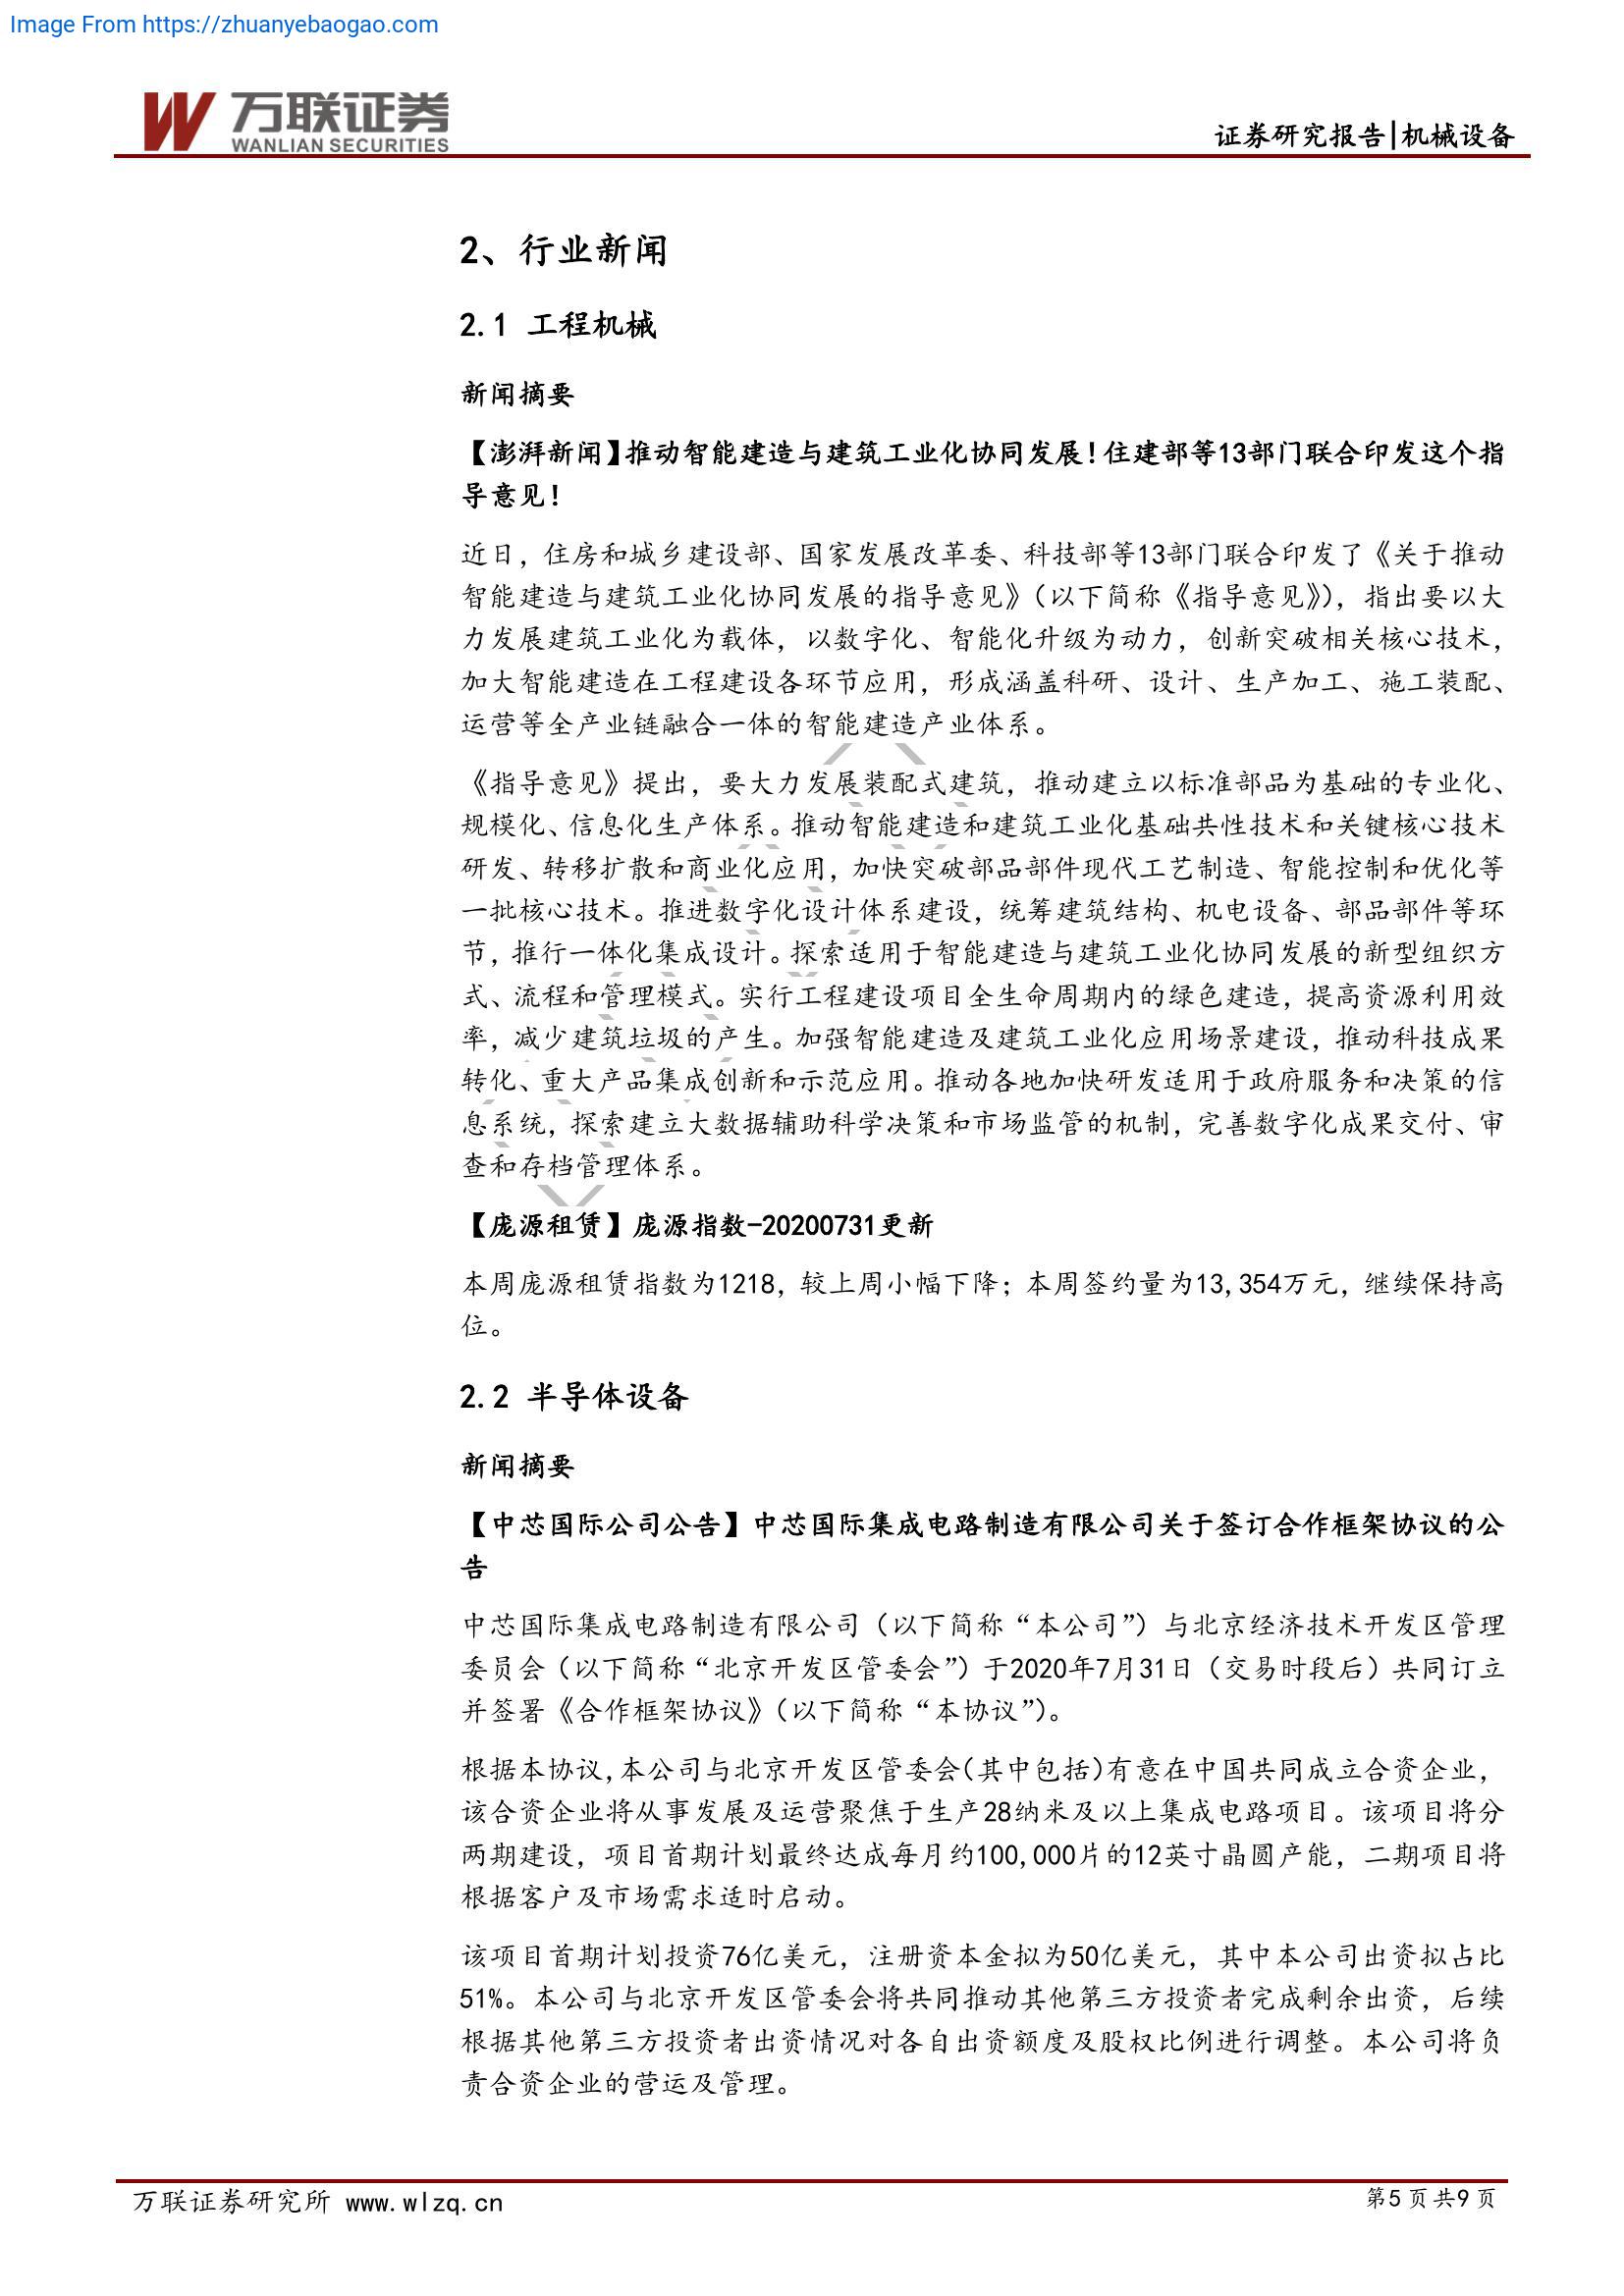 Image From https://zhuanyebaogao.com
万联证券
WANLIAN SECURITIES
证券研究报告|机械设备
2、行业新闻
2.1 工程机械
新闻摘要
【澎湃新闻】推动智能建造与建筑工业化协同发展！住建部等13部门联合印发这个指
导意见！
近日，住房和城乡建设部、国家发展改革委、科技部等13部门联合印发了《关于推动
智能建造与建筑工业化协同发展的指导意见》（以下简称《指导意见》），指出要以大
力发展建筑工业化为载体，以数字化、智能化升级为动力，创新突破相关核心技术，
加大智能建造在工程建设各环节应用，形成涵盖科研、设计、生产加工、施工装配、
运营等全产业链融合一体的智能建造产业体系。
《指导意见》提出，要大力发展装配式建筑，推动建立以标准部品为基础的专业化、
规模化、信息化生产体系。推动智能建造和建筑工业化基础共性技术和关键核心技术
研发、转移扩散和商业化应用，加快突破部品部件现代工艺制造、智能控制和优化等
一批核心技术。推进数字化设计体系建设，统筹建筑结构、机电设备、部品部件等环
节，推行一体化集成设计。探索适用于智能建造与建筑工业化协同发展的新型组织方
式、流程和管理模式。实行工程建设项目全生命周期内的绿色建造，提高资源利用效
率，减少建筑垃圾的产生。加强智能建造及建筑工业化应用场景建设，推动科技成果
转化、重大产品集成创新和示范应用。推动各地加快研发适用于政府服务和决策的信
息系统，探索建立大数据辅助科学决策和市场监管的机制，完善数字化成果交付、审
查和存档管理体系。
【庞源租赁】庞源指数-20200731更新
本周庞源租赁指数为1218，较上周小幅下降；本周签约量为13,354万元，继续保持高
位。
2.2 半导体设备
新闻摘要
【中芯国际公司公告】中芯国际集成电路制造有限公司关于签订合作框架协议的公
告
中芯国际集成电路制造有限公司（以下简称“本公司”）与北京经济技术开发区管理
委员会（以下简称“北京开发区管委会”）于2020年7月31日（交易时段后）共同订立
并签署《合作框架协议》（以下简称“本协议”）。
根据本协议,本公司与北京开发区管委会(其中包括)有意在中国共同成立合资企业，
该合资企业将从事发展及运营聚焦于生产28纳米及以上集成电路项目。该项目将分
两期建设，项目首期计划最终达成每月约100,000片的12英寸晶圆产能，二期项目将
根据客户及市场需求适时启动。
该项目首期计划投资76亿美元，注册资本金拟为50亿美元，其中本公司出资拟占比
51%。本公司与北京开发区管委会将共同推动其他第三方投资者完成剩余出资，后续
根据其他第三方投资者出资情况对各自出资额度及股权比例进行调整。本公司将负
责合资企业的营运及管理。
万联证券研究所 www.wlzq.cn
第5页共9页